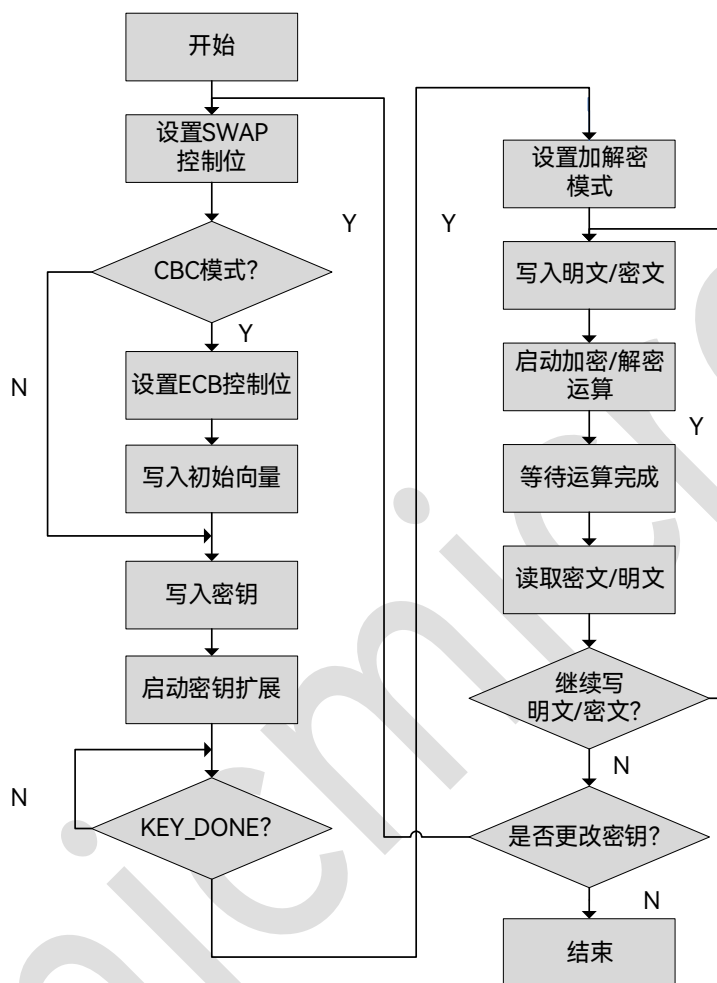 开始
设置SWAP
控制位
Y
CBC模式?
Y
N
设置ECB控制位
写入初始向量
写入密钥
启动密钥扩展
N
KEY_DONE?
Y
设置加解密
模式
写入明文/密文
启动加密/解密
运算
Y
等待运算完成
读取密文/明文
继续写
明文/密文?
N
是否更改密钥?
N
结束